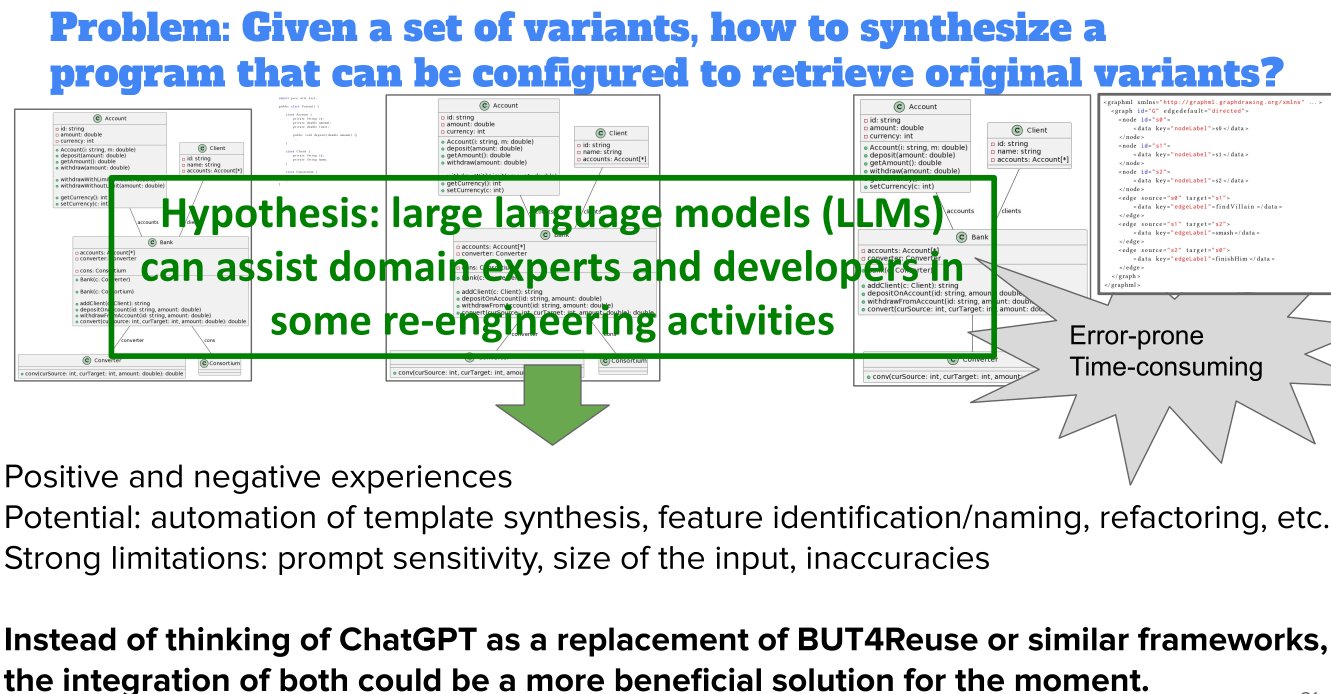 Problem: Given a set of variants, how to synthesize a
program that can be configured to retrieve original variants?
C Account
id: string
amount: double
currency: int
Account(i: string, m: double)
deposit(amount: double)
getAmount(): double
withdraw(amount: double)
getCurrency(): int
setCurrency(c: int)
C Client
id: string
name: string
accounts: Account[*]
accounts
C Bank
accounts: Account[*]
converter: Converter
cons: Consortium
Bank(c: Converter)
Bank(c: Consortium)
addClient(c: Client): string
depositOnAccount(id: string, amount: double)
withdrawFromAccount(id: string, amount: double)
convert(curSource: int, curTarget: int, amount: double): double
converter
cons
C Converter
conv(curSource: int, curTarget: int, amount: double): double
C Consortium
C Account
id: string
amount: double
currency: int
Account(i: string, m: double)
deposit(amount: double)
getAmount(): double
withdraw(amount: double)
getCurrency(): int
setCurrency(c: int)
C Client
id: string
name: string
accounts: Account[*]
Bank
accounts: Account[*]
converter: Converter
addClient(c: Client): string
depositOnAccount(id: string, amount: double)
withdrawFromAccount(id: string, amount: double)
convert(curSource: int, curTarget: int, amount: double): double
converter
cons
C Converter
conv(curSource: int, curTarget: int,
C Consortium
C Account
id: string
amount: double
currency: int
Account(i: string, m: double)
deposit(amount: double)
getAmount(): double
withdraw(amount: double)
getCurrency(): int
setCurrency(c: int)
C Client
id: string
name: string
accounts: Account[*]
accounts
clients
C Bank
accounts: Account[*]
converter: Converter
addClient(c: Client): string
depositOnAccount(id: string, amount: double)
withdrawFromAccount(id: string,
convert(curSource: int, curTarget: int, amount:
Converter
conv(curSource: int, curTarget: int, amount:
<graphml xmlns="http://graphml.graphdrawing.org/xmlns" ...>
<graph id="G" edgedefault="directed">
<node id="s0">
<data key="nodeLabel">s0</data>
</node>
<node id="s1">
<data key="nodeLabel">s1</data>
</node>
<node id="s2">
<data key="nodeLabel">s2</data>
</node>
<edge source="s0" target="s1">
<data key="edgeLabel">findVillain</data>
</edge>
<edge source="s1" target="s2">
<data key="edgeLabel">smash</data>
</edge>
<edge source="s2" target="s0">
<data key="edgeLabel">finishHim</data>
</edge>
</graph>
</graphml>
Hypothesis: large language models (LLMs)
can assist domain experts and developers in
some re-engineering activities
Error-prone
Time-consuming
Positive and negative experiences
Potential: automation of template synthesis, feature identification/naming, refactoring, etc.
Strong limitations: prompt sensitivity, size of the input, inaccuracies
Instead of thinking of ChatGPT as a replacement of BUT4Reuse or similar frameworks,
the integration of both could be a more beneficial solution for the moment.